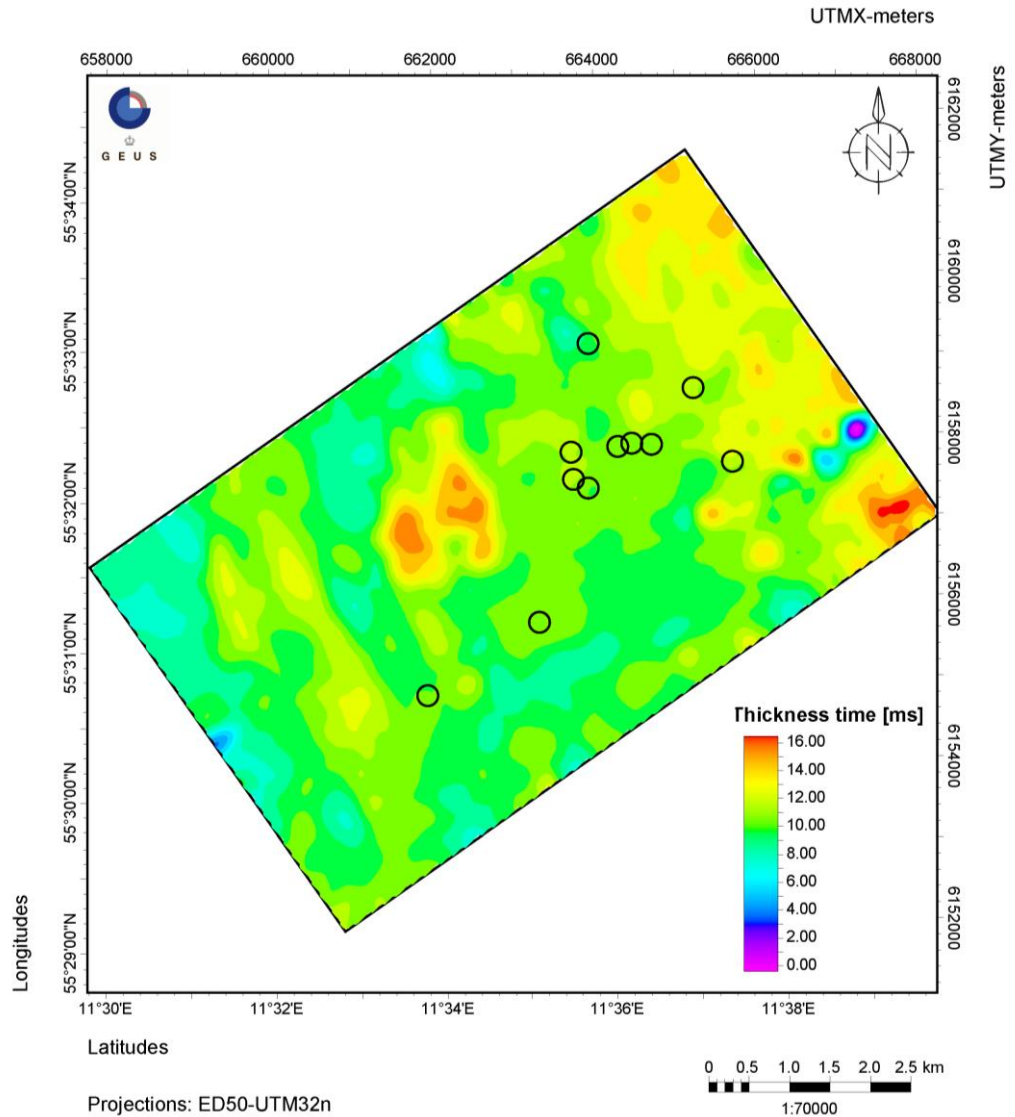 UTMX-meters
658000 660000 662000 664000 666000 668000
GEUS
N
UTMY-meters
6162000
6160000
6158000
6156000
6154000
6152000
55°34'00"N
55°33'00"N
55°32'00"N
55°31'00"N
55°30'00"N
55°29'00"N
Longitudes
Thickness time [ms]
16.00
14.00
12.00
10.00
8.00
6.00
4.00
2.00
0.00
11°30'E 11°32'E 11°34'E 11°36'E 11°38'E
Latitudes
0 0.5 1.0 1.5 2.0 2.5 km
1:70000
Projections: ED50-UTM32n